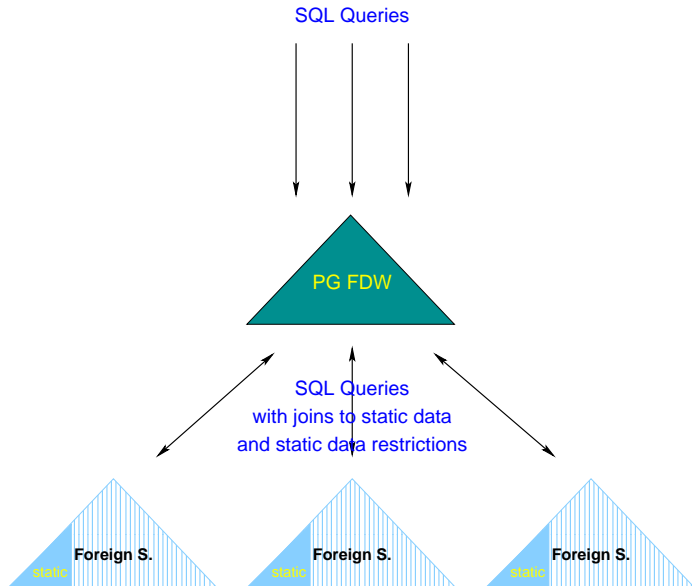 SQL Queries
PG FDW
SQL Queries
with joins to static data
and static data restrictions
Foreign S.
static
Foreign S.
static
Foreign S.
static